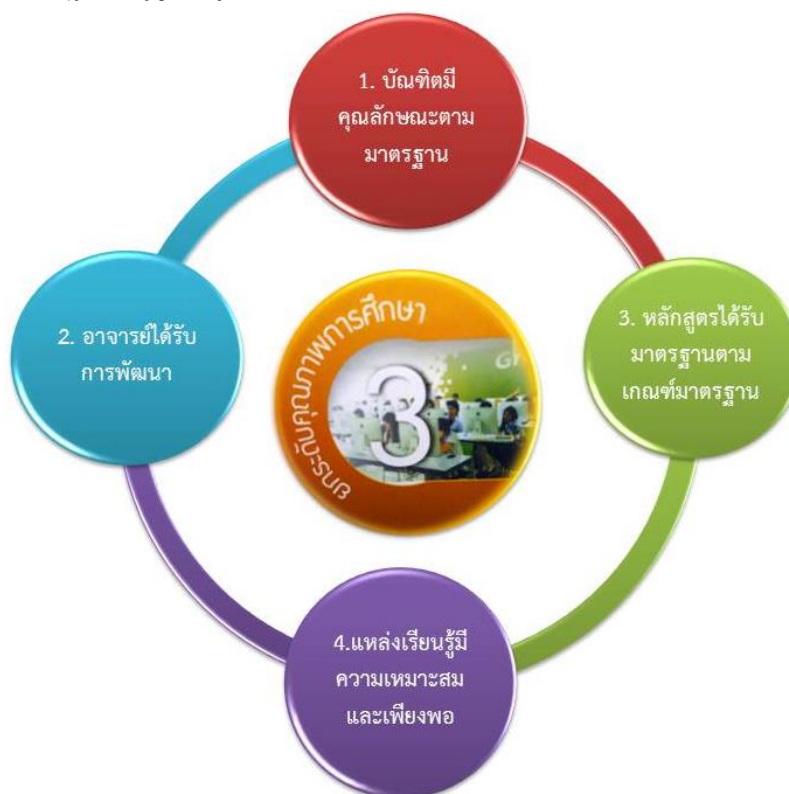 1. บัณฑิตมี
คุณลักษณะตาม
มาตรฐาน
2. อาจารย์ได้รับ
การพัฒนา
ยกระดับคุณภาพการศึกษา
3
3. หลักสูตรได้รับ
มาตรฐานตาม
เกณฑ์มาตรฐาน
4.แหล่งเรียนรู้มี
ความเหมาะสม
และเพียงพอ